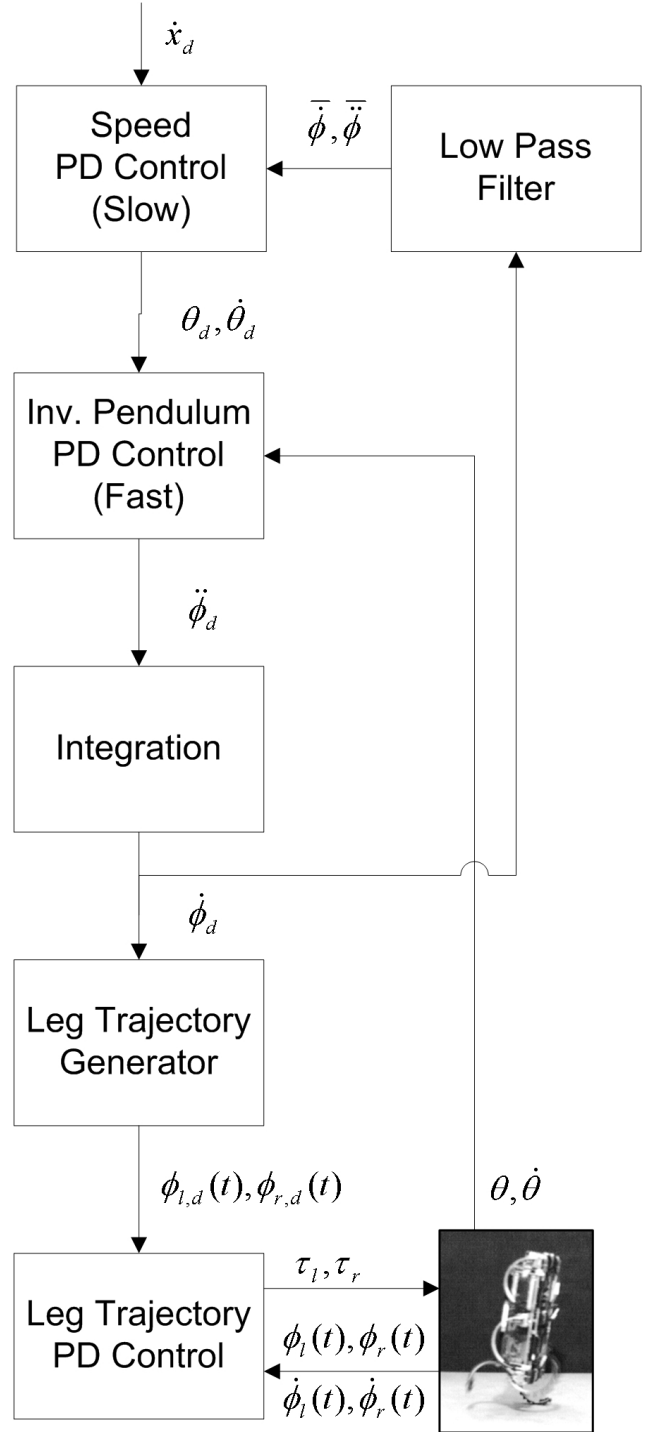 ẋ_d
Speed
PD Control
(Slow)
φ̇̄, φ̈̄
Low Pass
Filter
θ_d, θ̇_d
Inv. Pendulum
PD Control
(Fast)
φ̈_d
Integration
φ̇_d
Leg Trajectory
Generator
φ_{l,d}(t), φ_{r,d}(t)
θ, θ̇
Leg Trajectory
PD Control
τ_l, τ_r
φ_l(t), φ_r(t)
φ̇_l(t), φ̇_r(t)